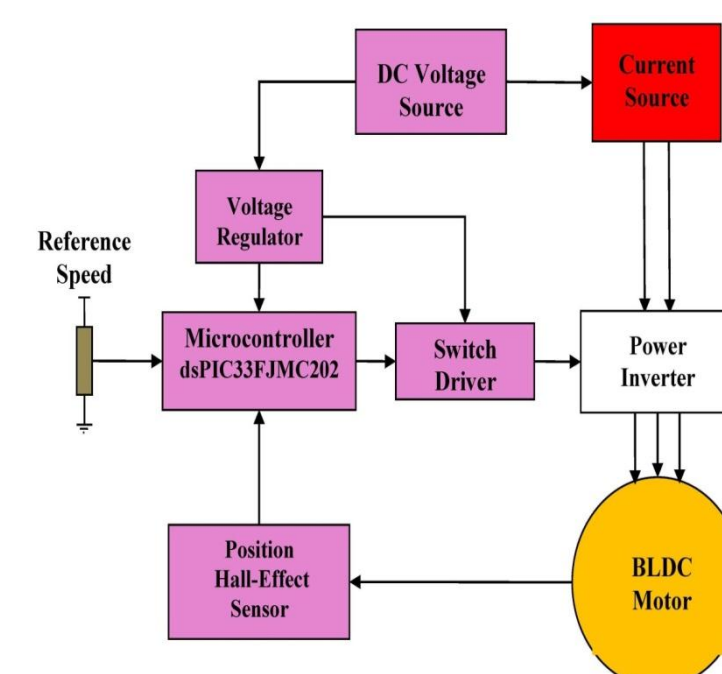 DC Voltage
Source
Current
Source
Voltage
Regulator
Reference
Speed
Microcontroller
dsPIC33FJMC202
Switch
Driver
Power
Inverter
Position
Hall-Effect
Sensor
BLDC
Motor